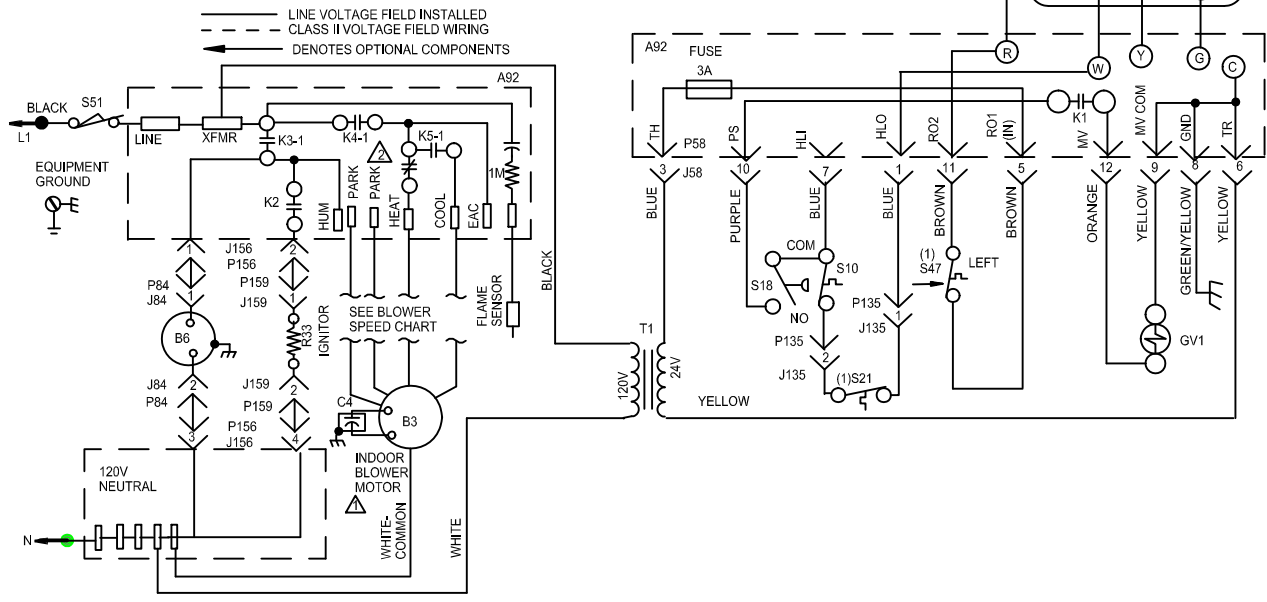 LINE VOLTAGE FIELD INSTALLED
CLASS II VOLTAGE FIELD WIRING
DENOTES OPTIONAL COMPONENTS
A92
BLACK
S51
L1
LINE
XFMR
K3-1
K4-1
K5-1
2
1M
EQUIPMENT
GROUND
K2
HUM
PARK
PARK
HEAT
COOL
EAC
1
J156
2
P156
P84
P159
J84
1
J159
1
B6
R33
IGNITOR
SEE BLOWER
SPEED CHART
FLAME
SENSOR
BLACK
J84
2
J159
2
P84
P159
P156
3
J156
4
C4
B3
INDOOR
BLOWER
MOTOR
1
120V
NEUTRAL
N
WHITE-
COMMON
WHITE
A92
FUSE
3A
R
W
Y
G
C
K1
TH
P58
PS
HLI
HLO
RO2
RO1
(IN)
MV
MV COM
GND
TR
3
J58
10
7
1
11
5
12
9
8
6
BLUE
PURPLE
BLUE
BLUE
BROWN
BROWN
ORANGE
YELLOW
GREEN/YELLOW
YELLOW
COM
S10
S18
NO
(1)
S47
LEFT
P135
1
J135
P135
2
J135
(1)S21
GV1
T1
120V
24V
YELLOW